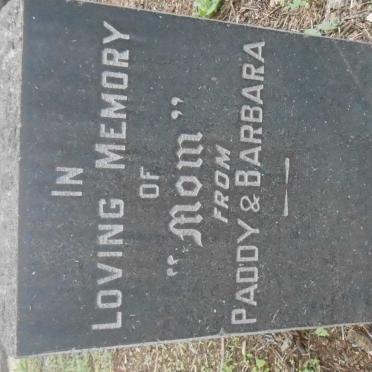 IN
LOVING MEMORY
OF
"Mom"
FROM
PADDY & BARBARA